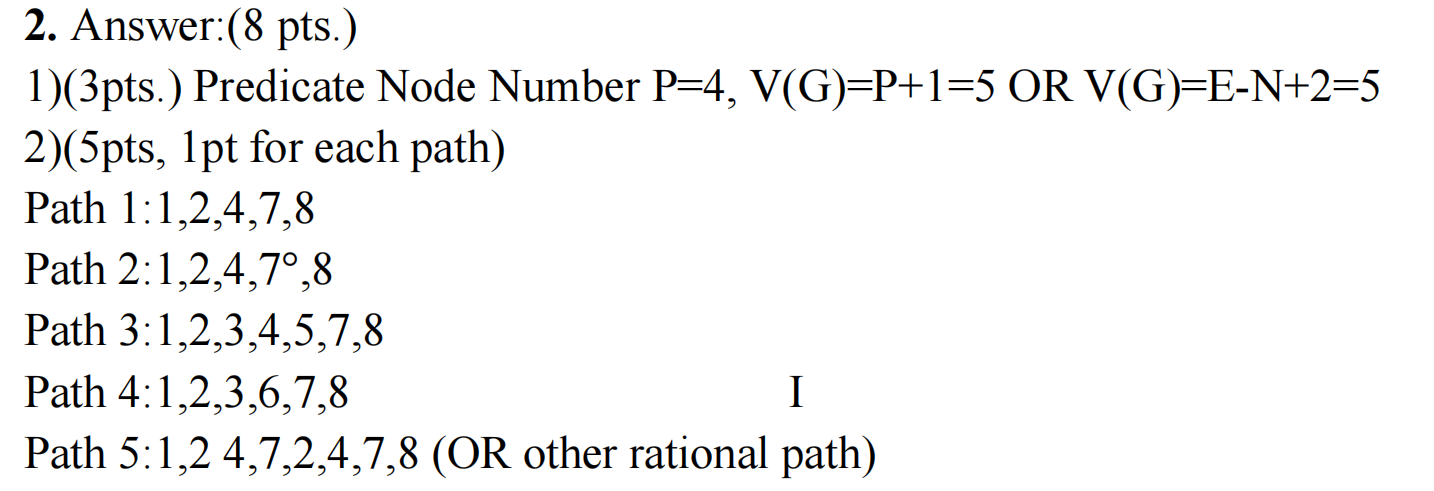 2. Answer:(8 pts.)
1)(3pts.) Predicate Node Number P=4, V(G)=P+1=5 OR V(G)=E-N+2=5
2)(5pts, 1pt for each path)
Path 1:1,2,4,7,8
Path 2:1,2,4,7°,8
Path 3:1,2,3,4,5,7,8
Path 4:1,2,3,6,7,8
Path 5:1,2 4,7,2,4,7,8 (OR other rational path)